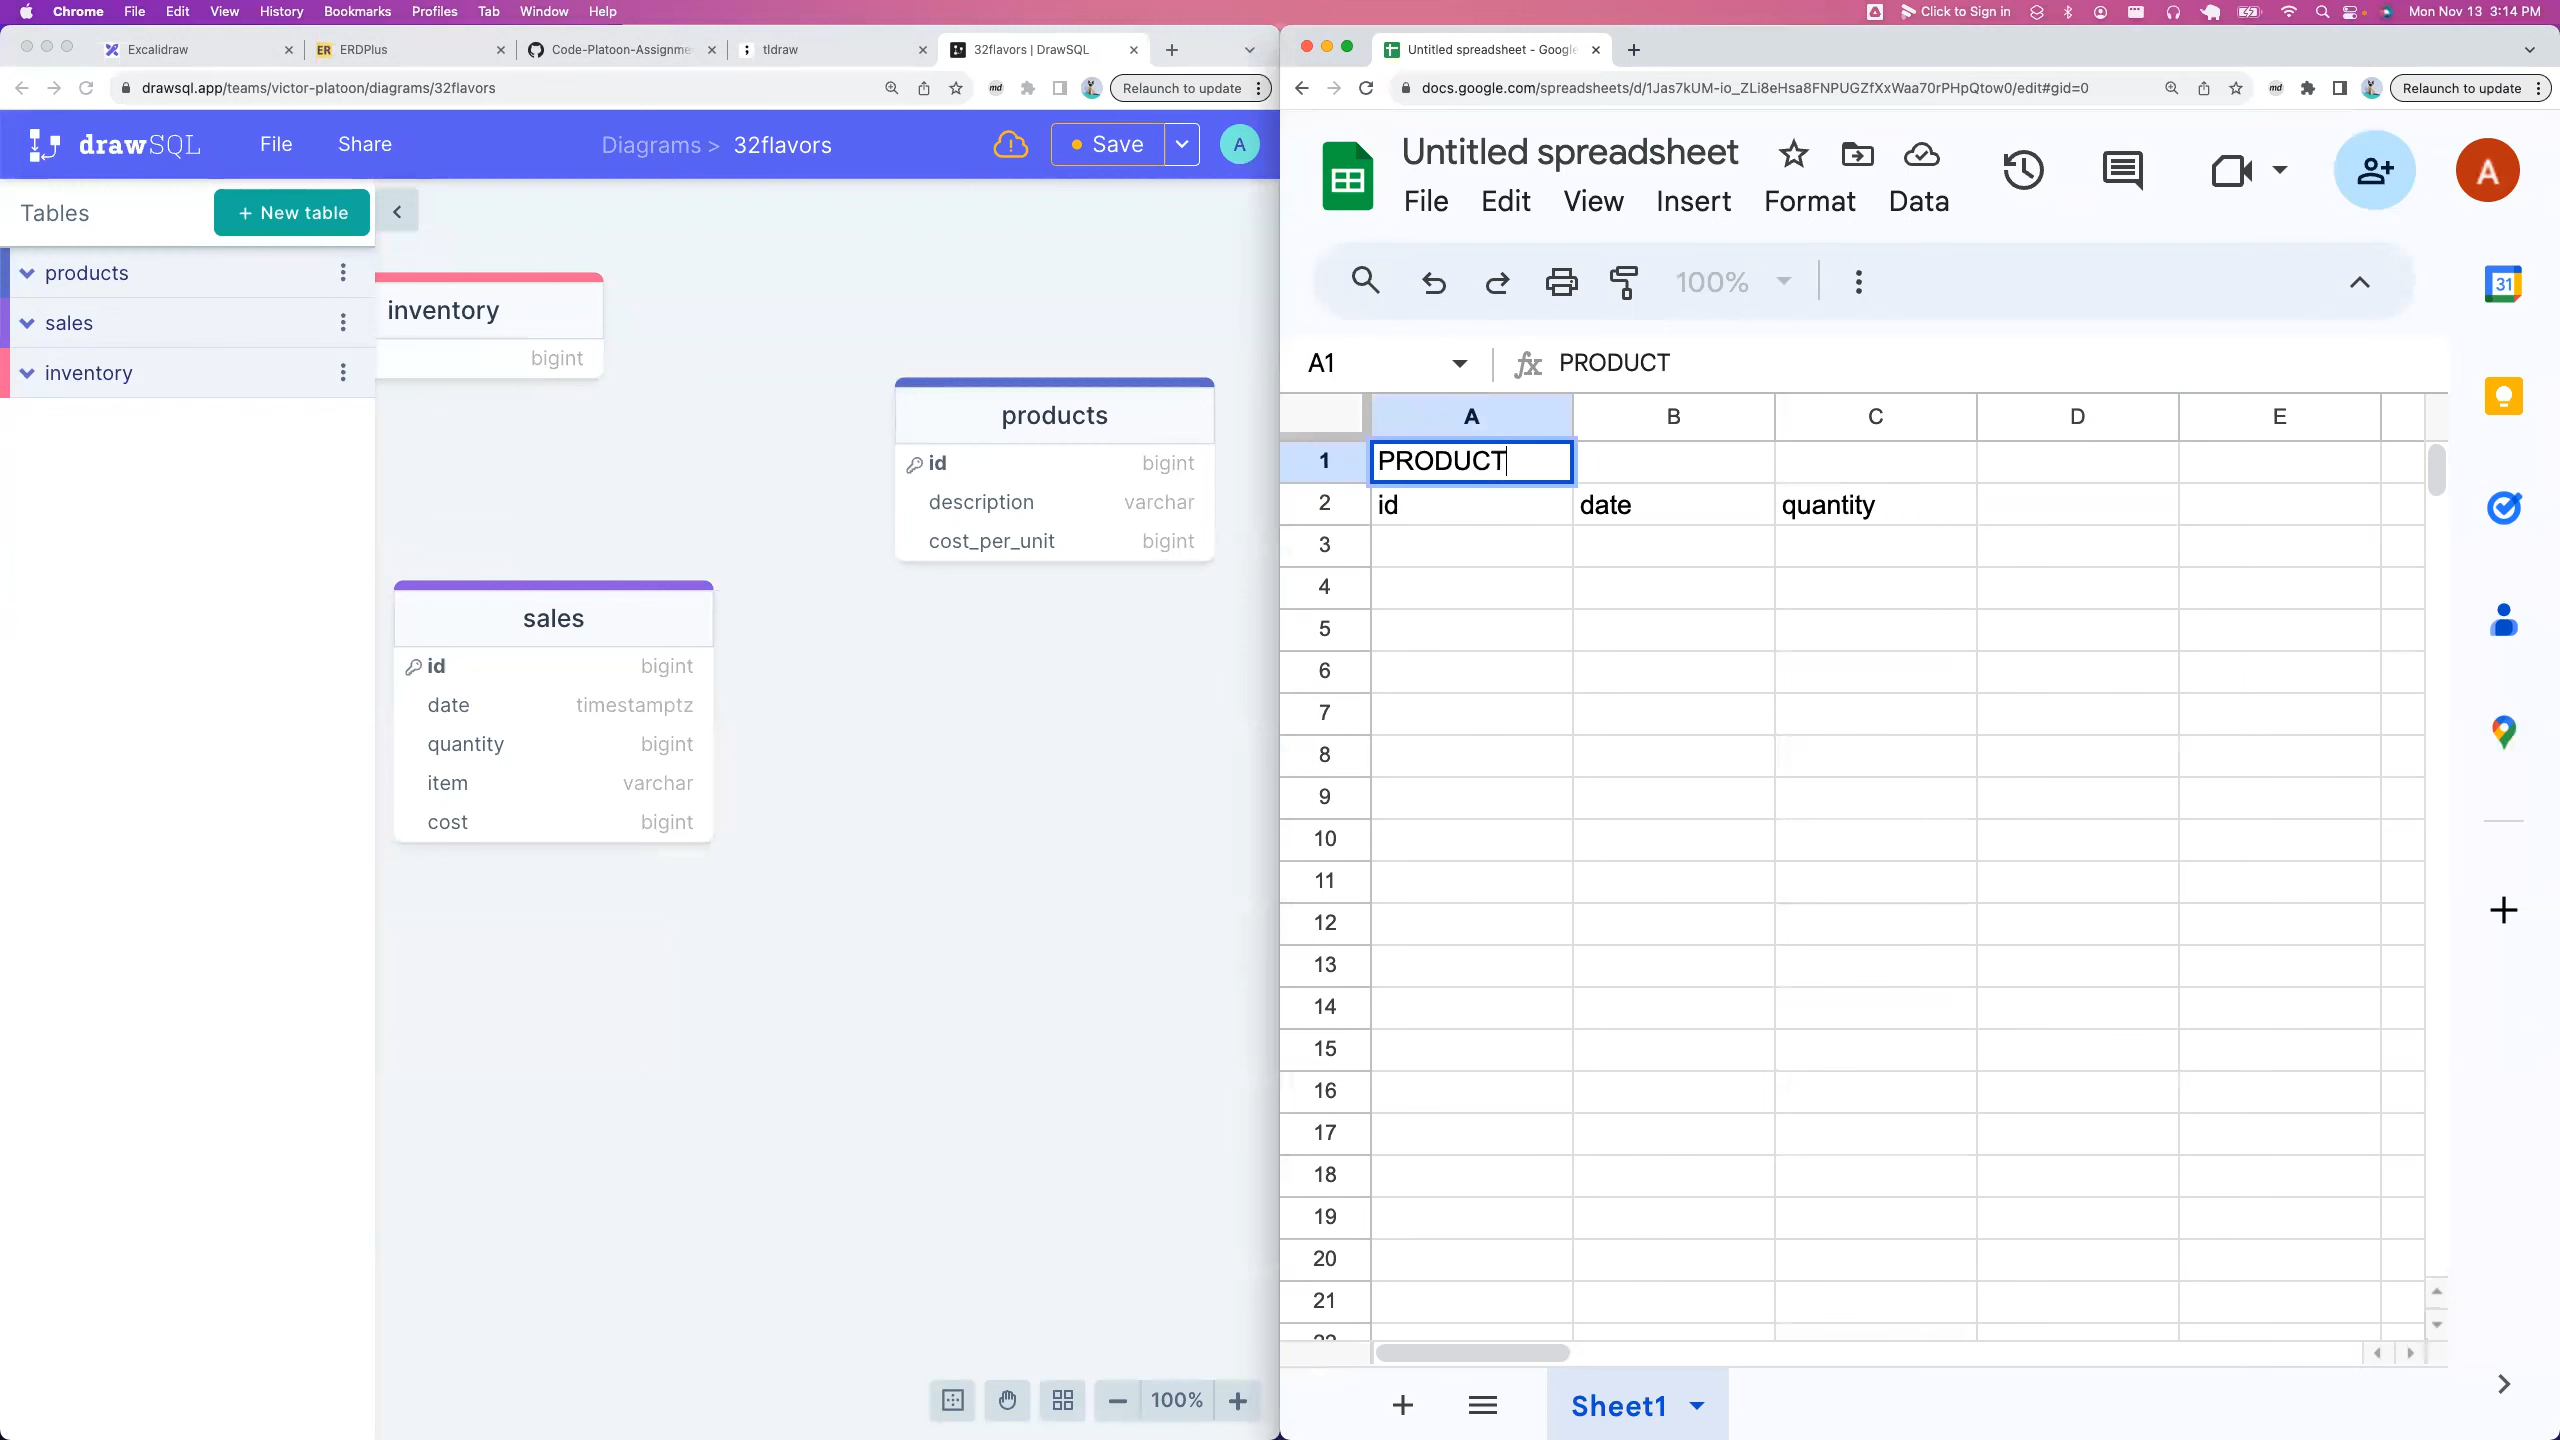 Chrome File Edit View History Bookmarks Profiles Tab Window Help
Click to Sign in Mon Nov 13 3:14 PM
Excalidraw ERDPlus Code-Platoon-Assignme tldraw 32flavors | DrawSQL
drawsql.app/teams/victor-platoon/diagrams/32flavors
Relaunch to update
drawSQL File Share Diagrams > 32flavors Save A
Tables + New table
products
sales
inventory
inventory
bigint
products
id bigint
description varchar
cost_per_unit bigint
sales
id bigint
date timestamptz
quantity bigint
item varchar
cost bigint
100%
Untitled spreadsheet - Google
docs.google.com/spreadsheets/d/1Jas7kUM-io_ZLi8eHsa8FNPUGZfXxWaa70rPHpQtow0/edit#gid=0
Relaunch to update
Untitled spreadsheet A
File Edit View Insert Format Data
31
100%
A1 fx PRODUCT
A B C D E
1 PRODUCT
2 id date quantity
3
4
5
6
7
8
9
10
11
12
13
14
15
16
17
18
19
20
21
Sheet1